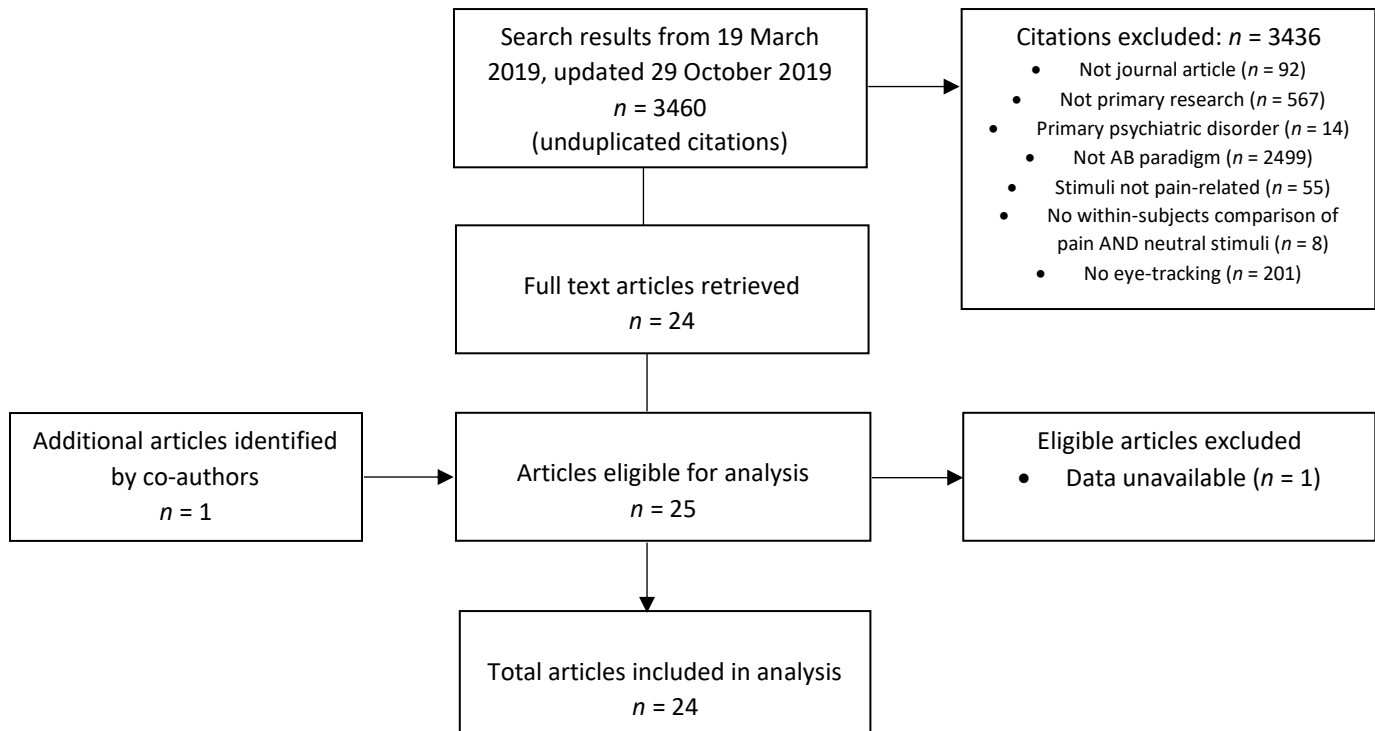 Search results from 19 March
2019, updated 29 October 2019
n = 3460
(unduplicated citations)
Citations excluded: n = 3436
• Not journal article (n = 92)
• Not primary research (n = 567)
• Primary psychiatric disorder (n = 14)
• Not AB paradigm (n = 2499)
• Stimuli not pain-related (n = 55)
• No within-subjects comparison of
pain AND neutral stimuli (n = 8)
• No eye-tracking (n = 201)
Full text articles retrieved
n = 24
Additional articles identified
by co-authors
n = 1
Articles eligible for analysis
n = 25
Eligible articles excluded
• Data unavailable (n = 1)
Total articles included in analysis
n = 24